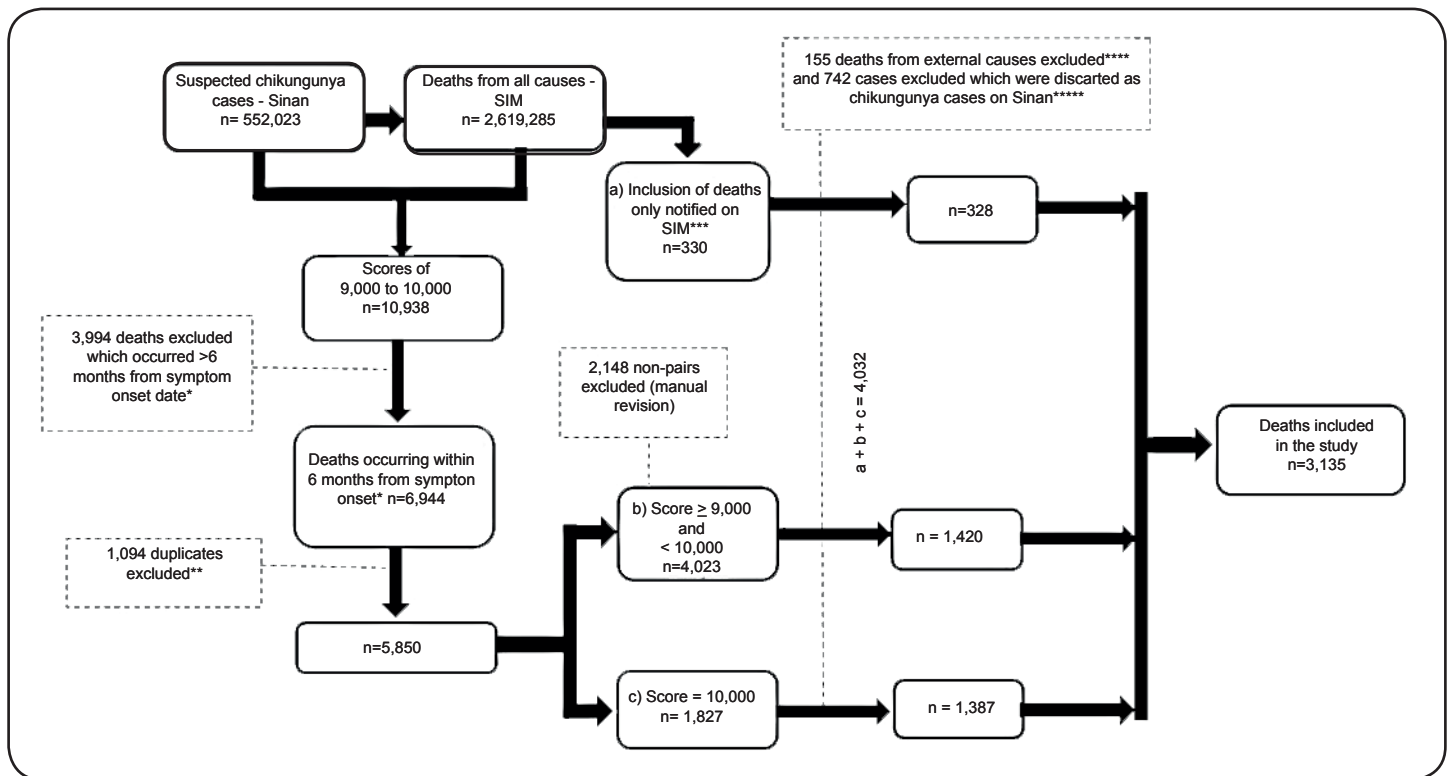 Suspected chikungunya
cases - Sinan
n= 552,023
Deaths from all causes -
SIM
n= 2,619,285
155 deaths from external causes excluded****
and 742 cases excluded which were discarted as
chikungunya cases on Sinan*****
a) Inclusion of deaths
only notified on
SIM***
n=330
n=328
Scores of
9,000 to 10,000
n=10,938
3,994 deaths excluded
which occurred >6
months from symptom
onset date*
2,148 non-pairs
excluded (manual
revision)
a + b + c = 4,032
Deaths included
in the study
n=3,135
Deaths occurring within
6 months from sympton
onset* n=6,944
b) Score ≥ 9,000
and
< 10,000
n=4,023
n = 1,420
1,094 duplicates
excluded**
n=5,850
c) Score = 10,000
n= 1,827
n = 1,387